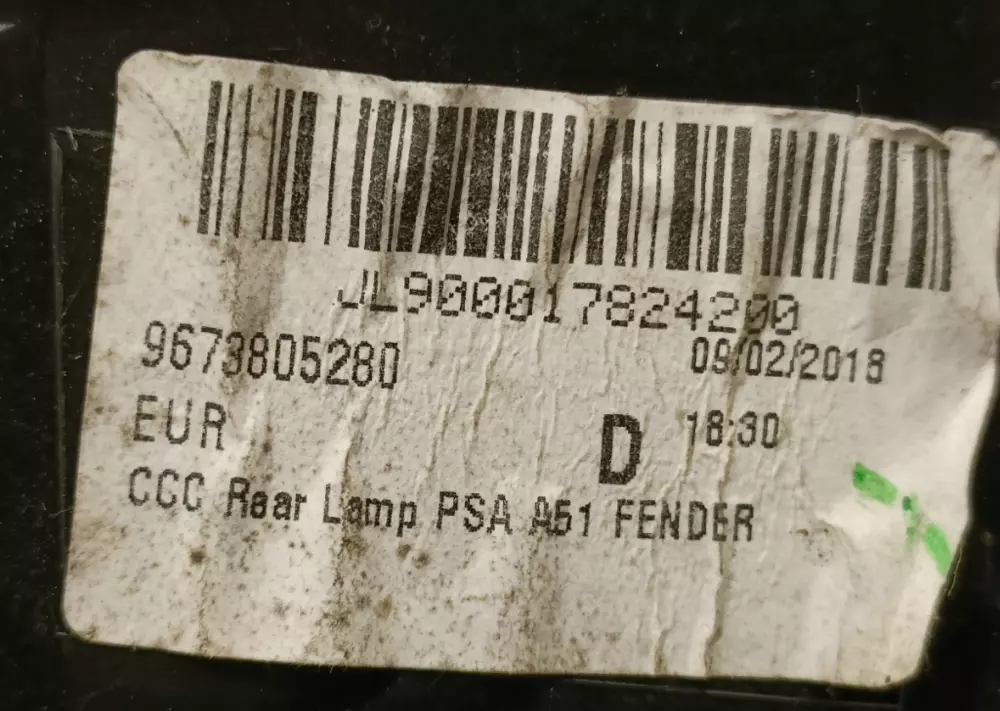 JL900017824200
9673805280 09/02/2018
EUR D 18:30
CCC Rear Lamp PSA A51 FENDER